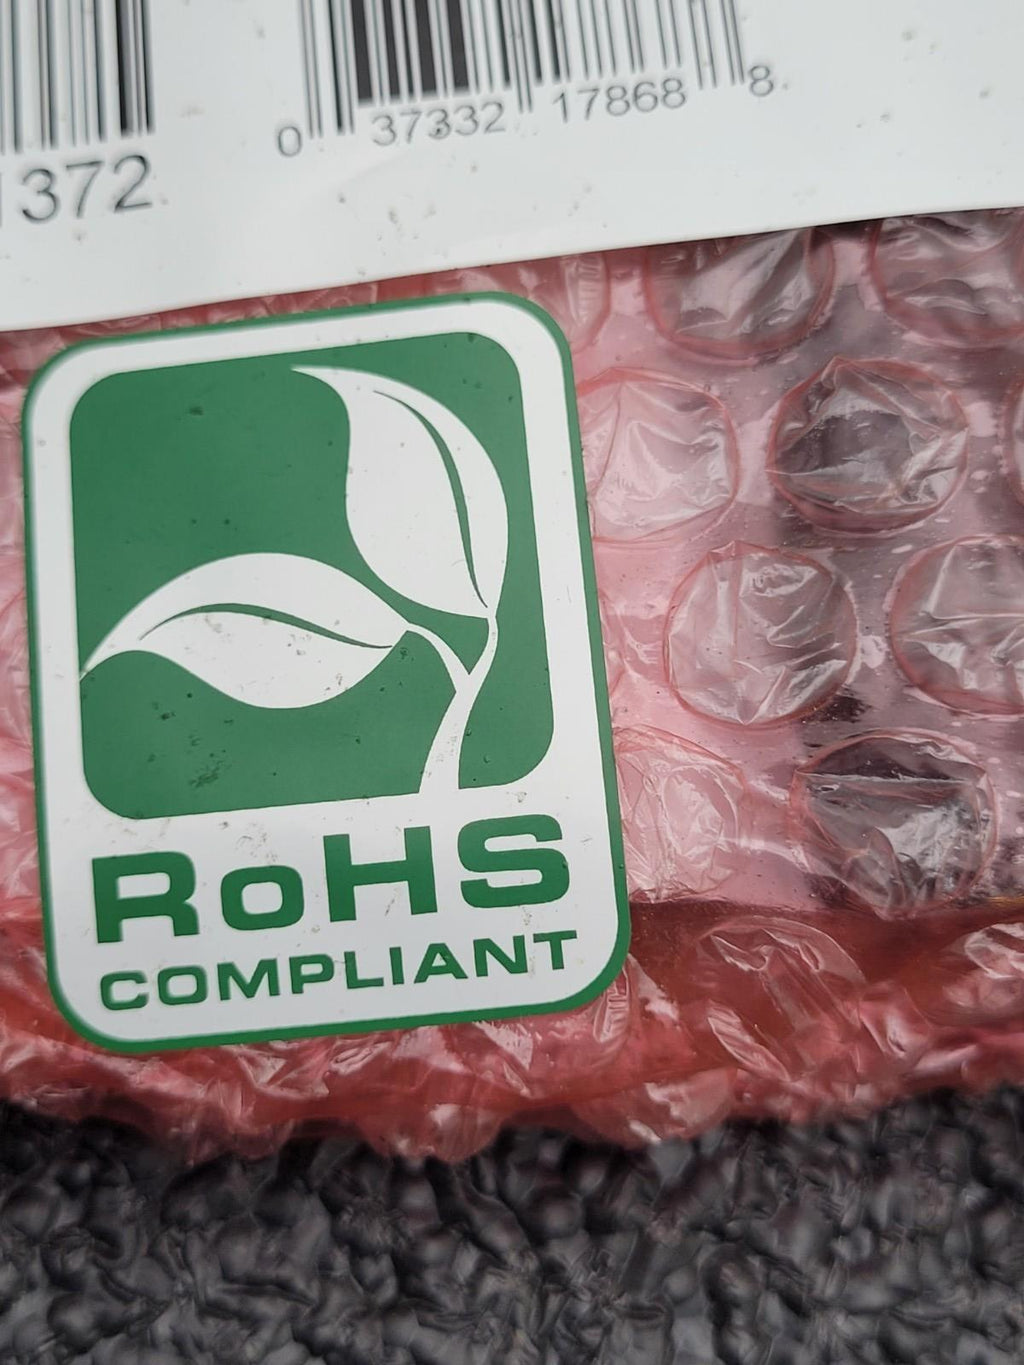 0 37332 17868 8
1372
RoHS
COMPLIANT